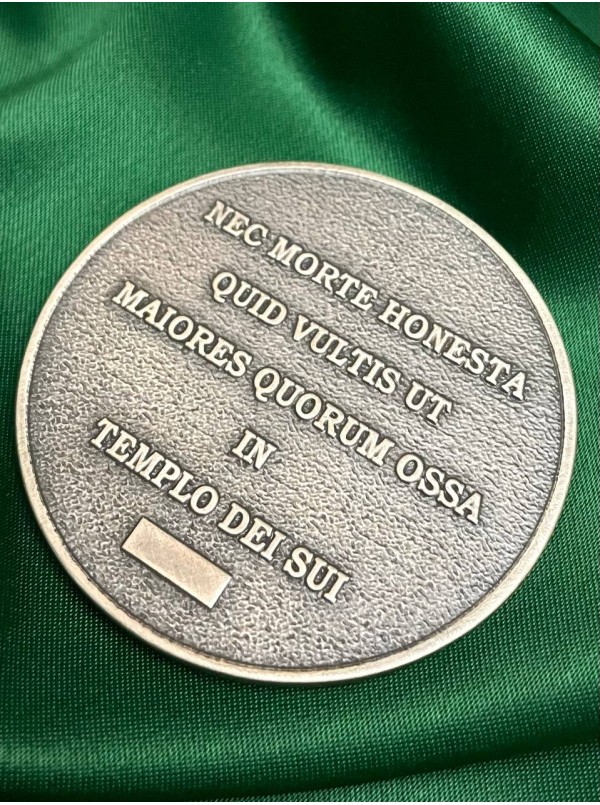 NEC MORTE HONESTA
QUID VULTIS UT
MAIORES QUORUM OSSA
IN
TEMPLO DEI SUI